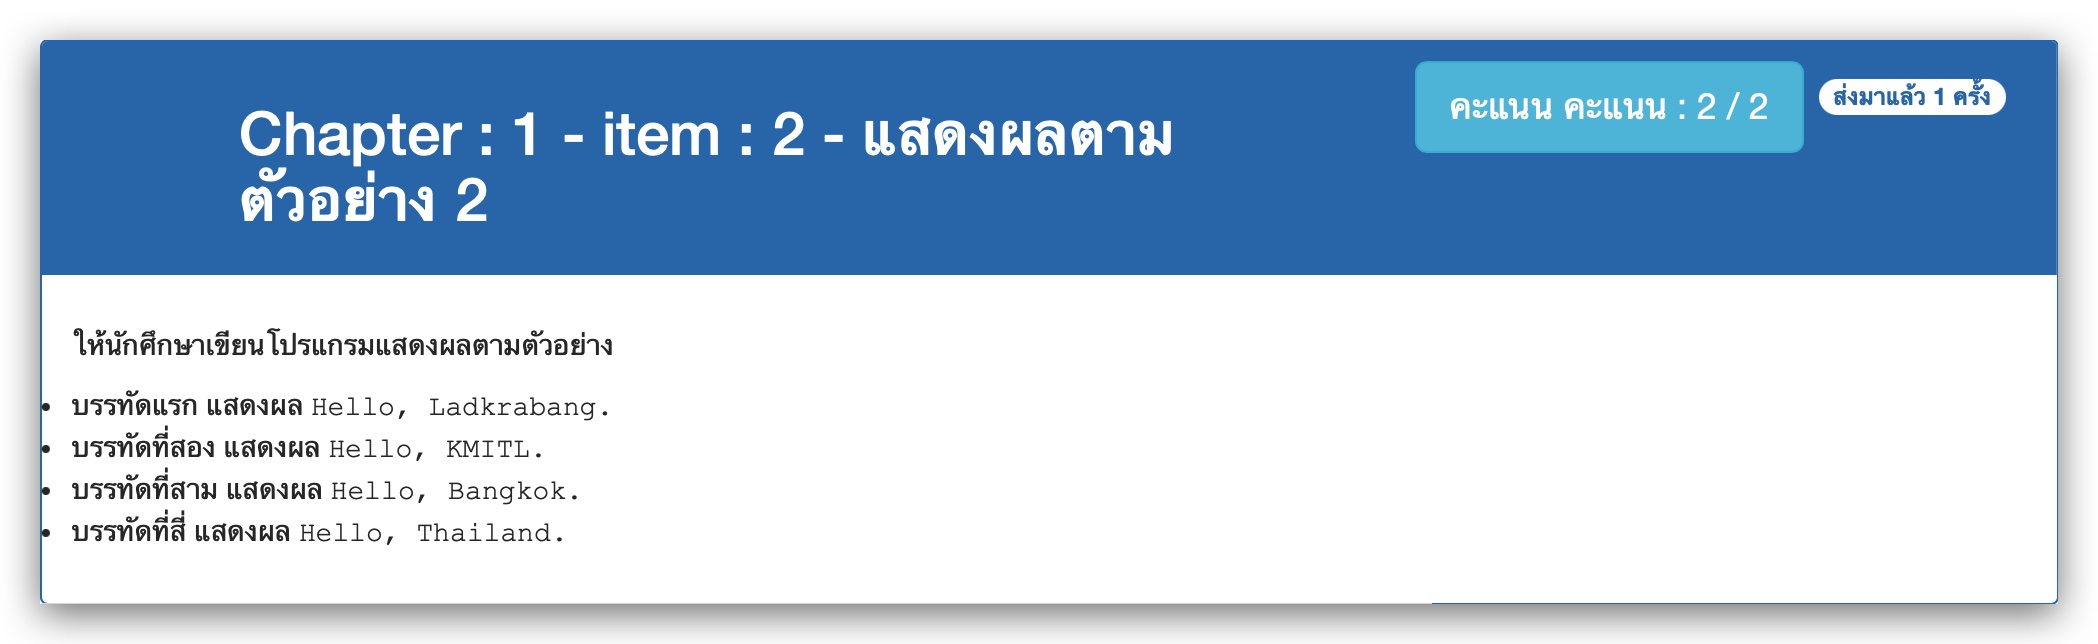 Chapter : 1 - item : 2 - แสดงผลตาม
ตัวอย่าง 2
คะแนน คะแนน : 2 / 2
ส่งมาแล้ว 1 ครั้ง
ให้นักศึกษาเขียนโปรแกรมแสดงผลตามตัวอย่าง
• บรรทัดแรก แสดงผล Hello, Ladkrabang.
• บรรทัดที่สอง แสดงผล Hello, KMITL.
• บรรทัดที่สาม แสดงผล Hello, Bangkok.
• บรรทัดที่สี่ แสดงผล Hello, Thailand.